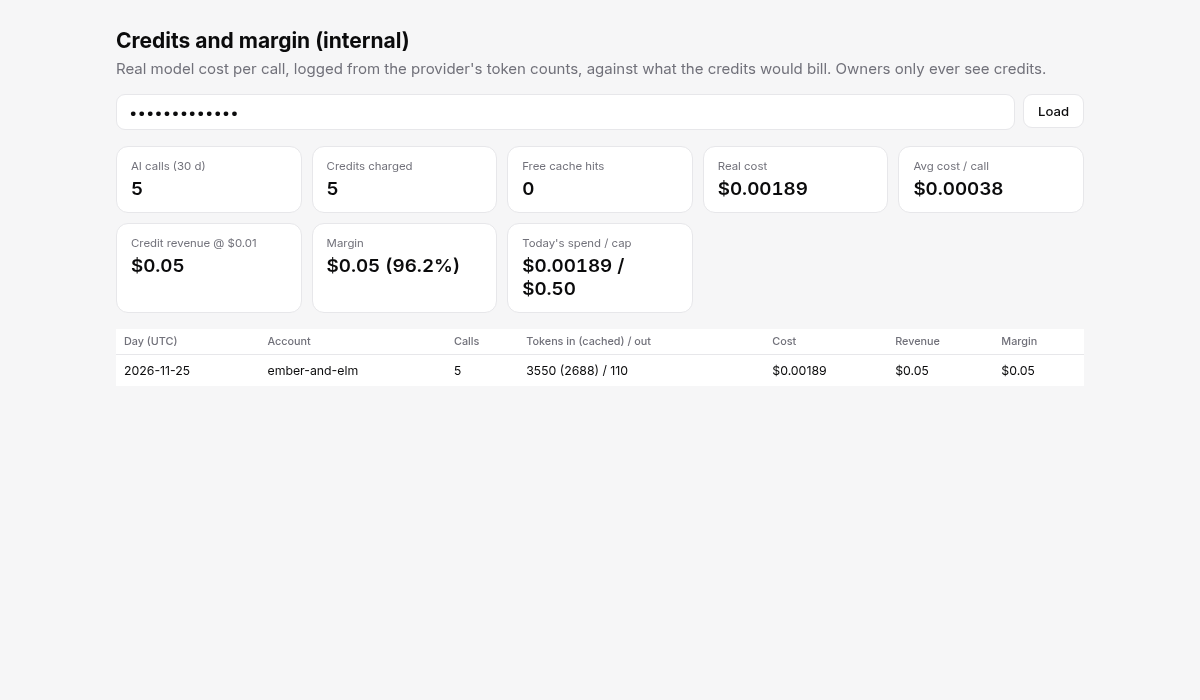 Credits and margin (internal)
Real model cost per call, logged from the provider's token counts, against what the credits would bill. Owners only ever see credits.
•••••••••••••
Load
AI calls (30 d)
5
Credits charged
5
Free cache hits
0
Real cost
$0.00189
Avg cost / call
$0.00038
Credit revenue @ $0.01
$0.05
Margin
$0.05 (96.2%)
Today's spend / cap
$0.00189 /
$0.50
Day (UTC) Account Calls Tokens in (cached) / out Cost Revenue Margin
2026-11-25 ember-and-elm 5 3550 (2688) / 110 $0.00189 $0.05 $0.05